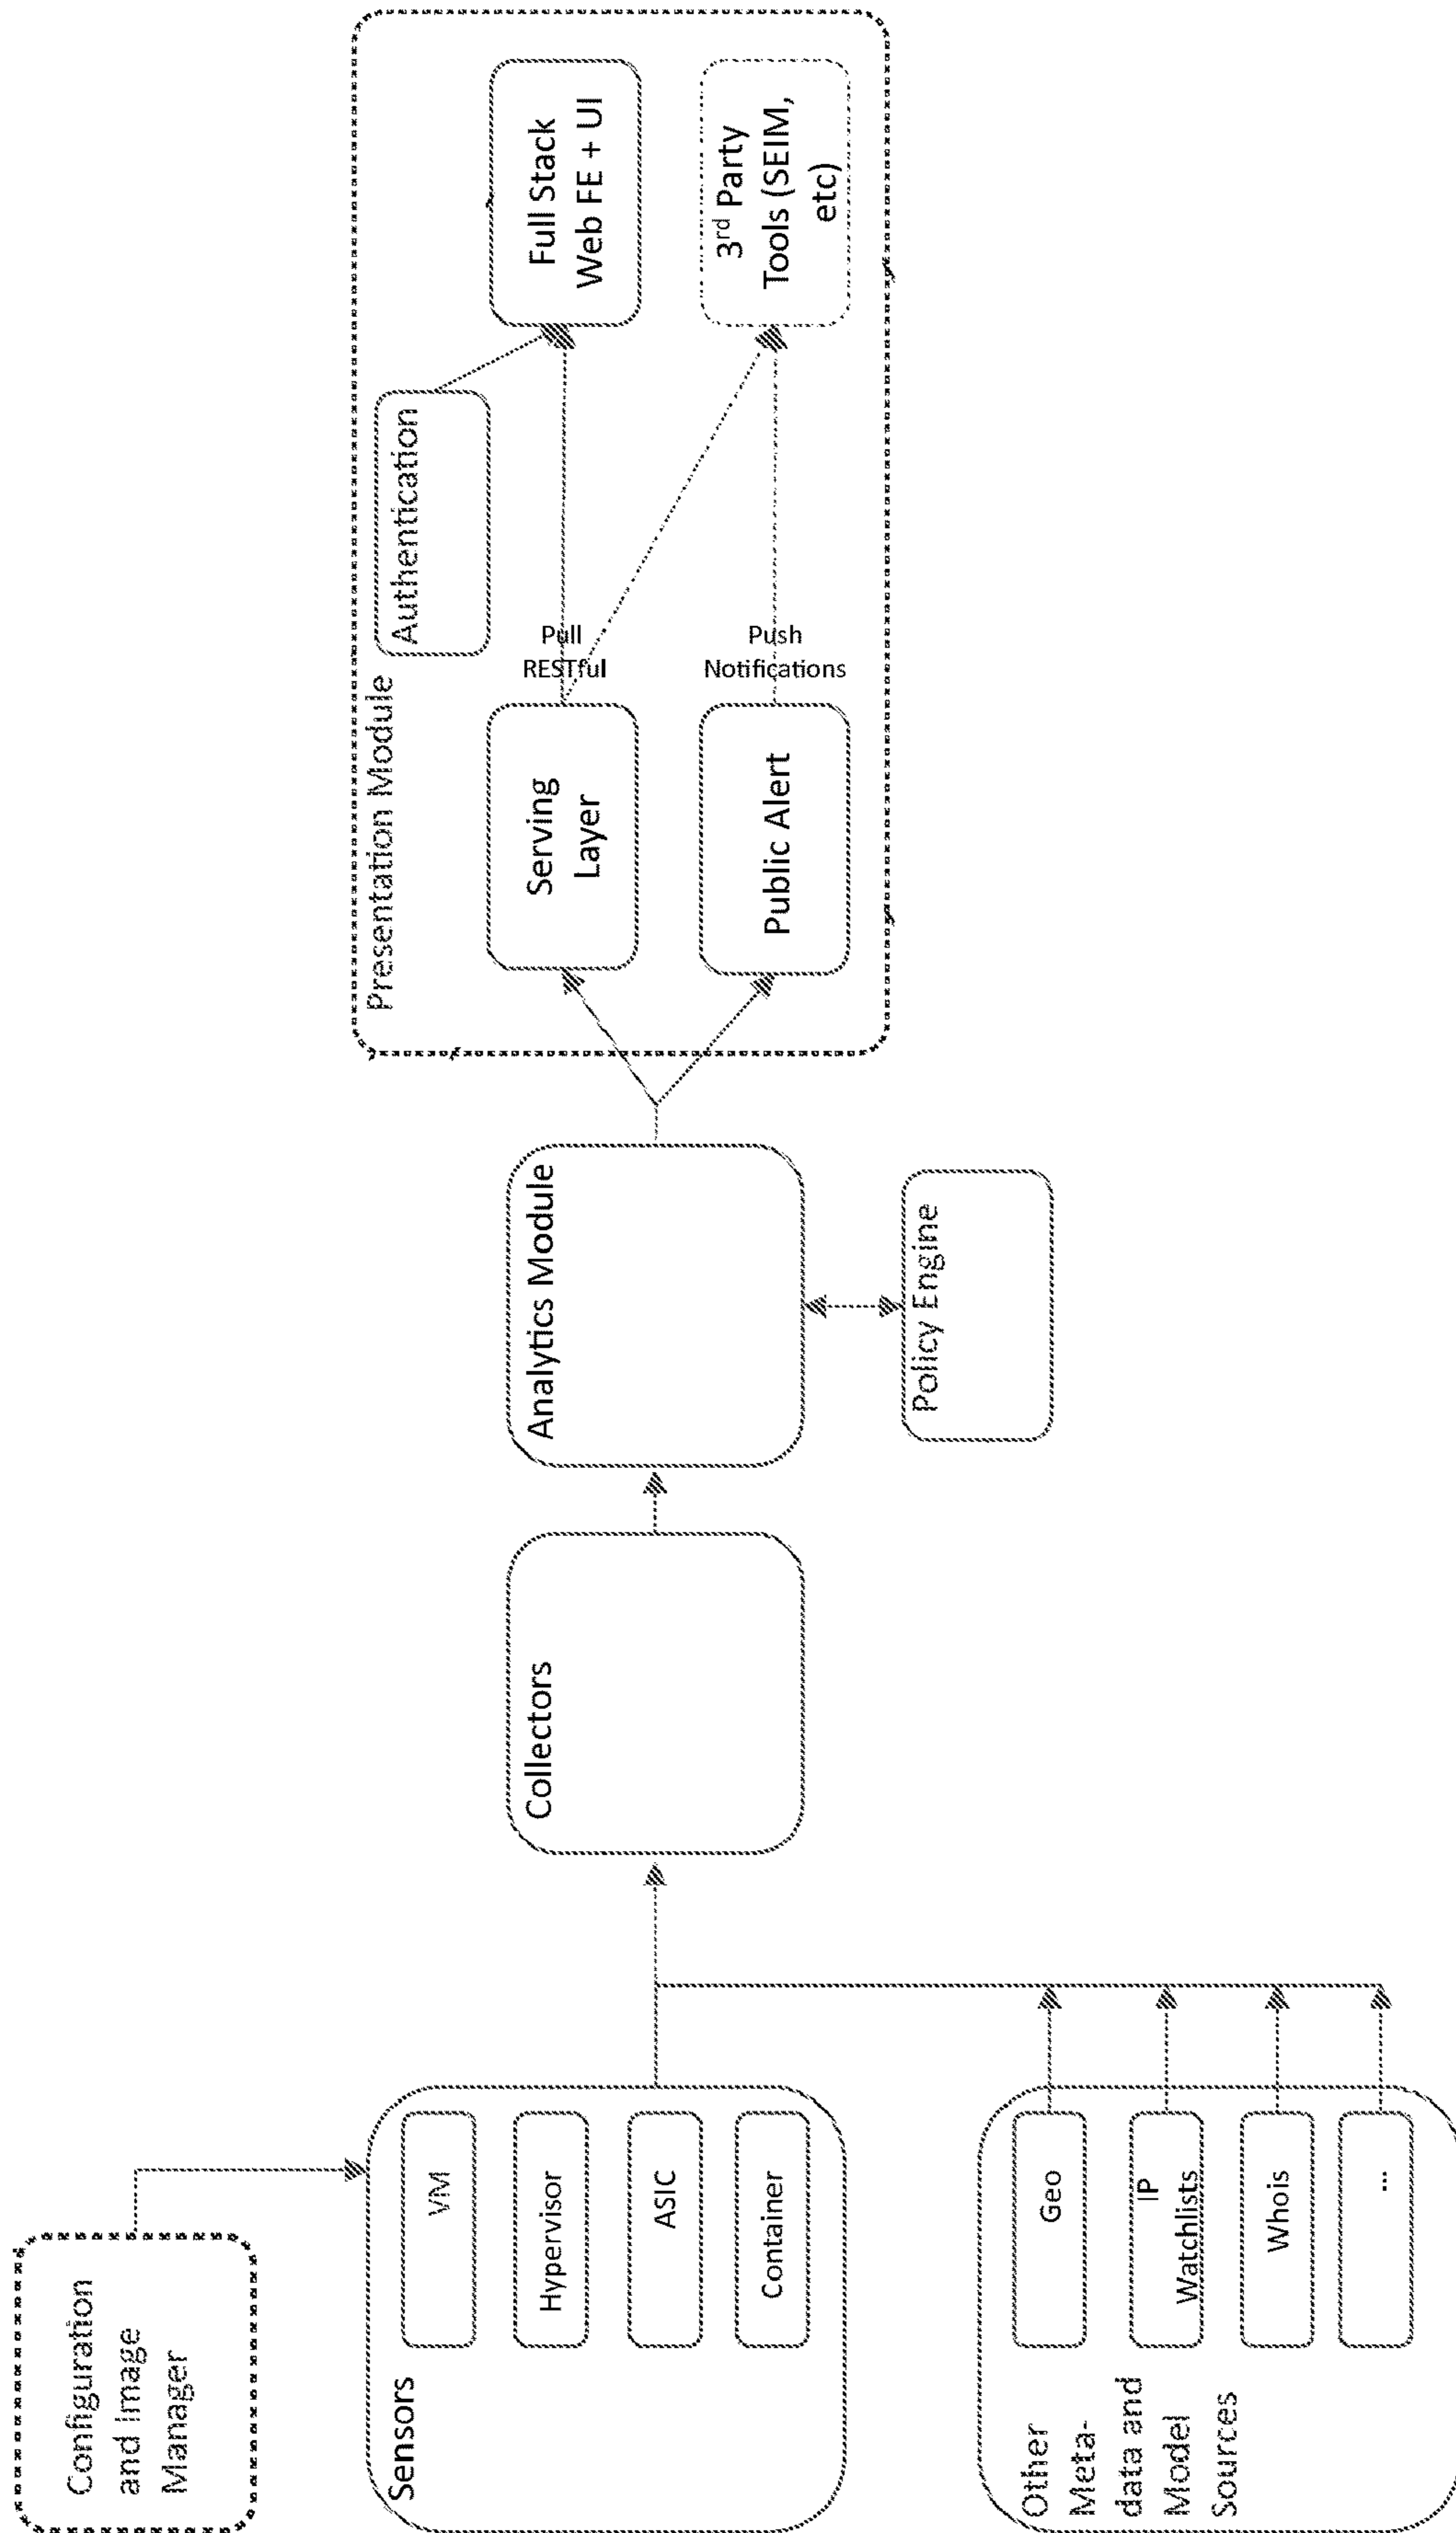 Configuration
and Image
Manager
Sensors
VM
Hypervisor
ASIC
Container
Other
Meta-
data and
Model
Sources
Geo
IP
Watchlists
Whois
...
Collectors
Analytics Module
Policy Engine
Presentation Module
Authentication
Serving
Layer
Public Alert
Pull
RESTful
Push
Notifications
Full Stack
Web FE + UI
3rd Party
Tools (SEIM,
etc)